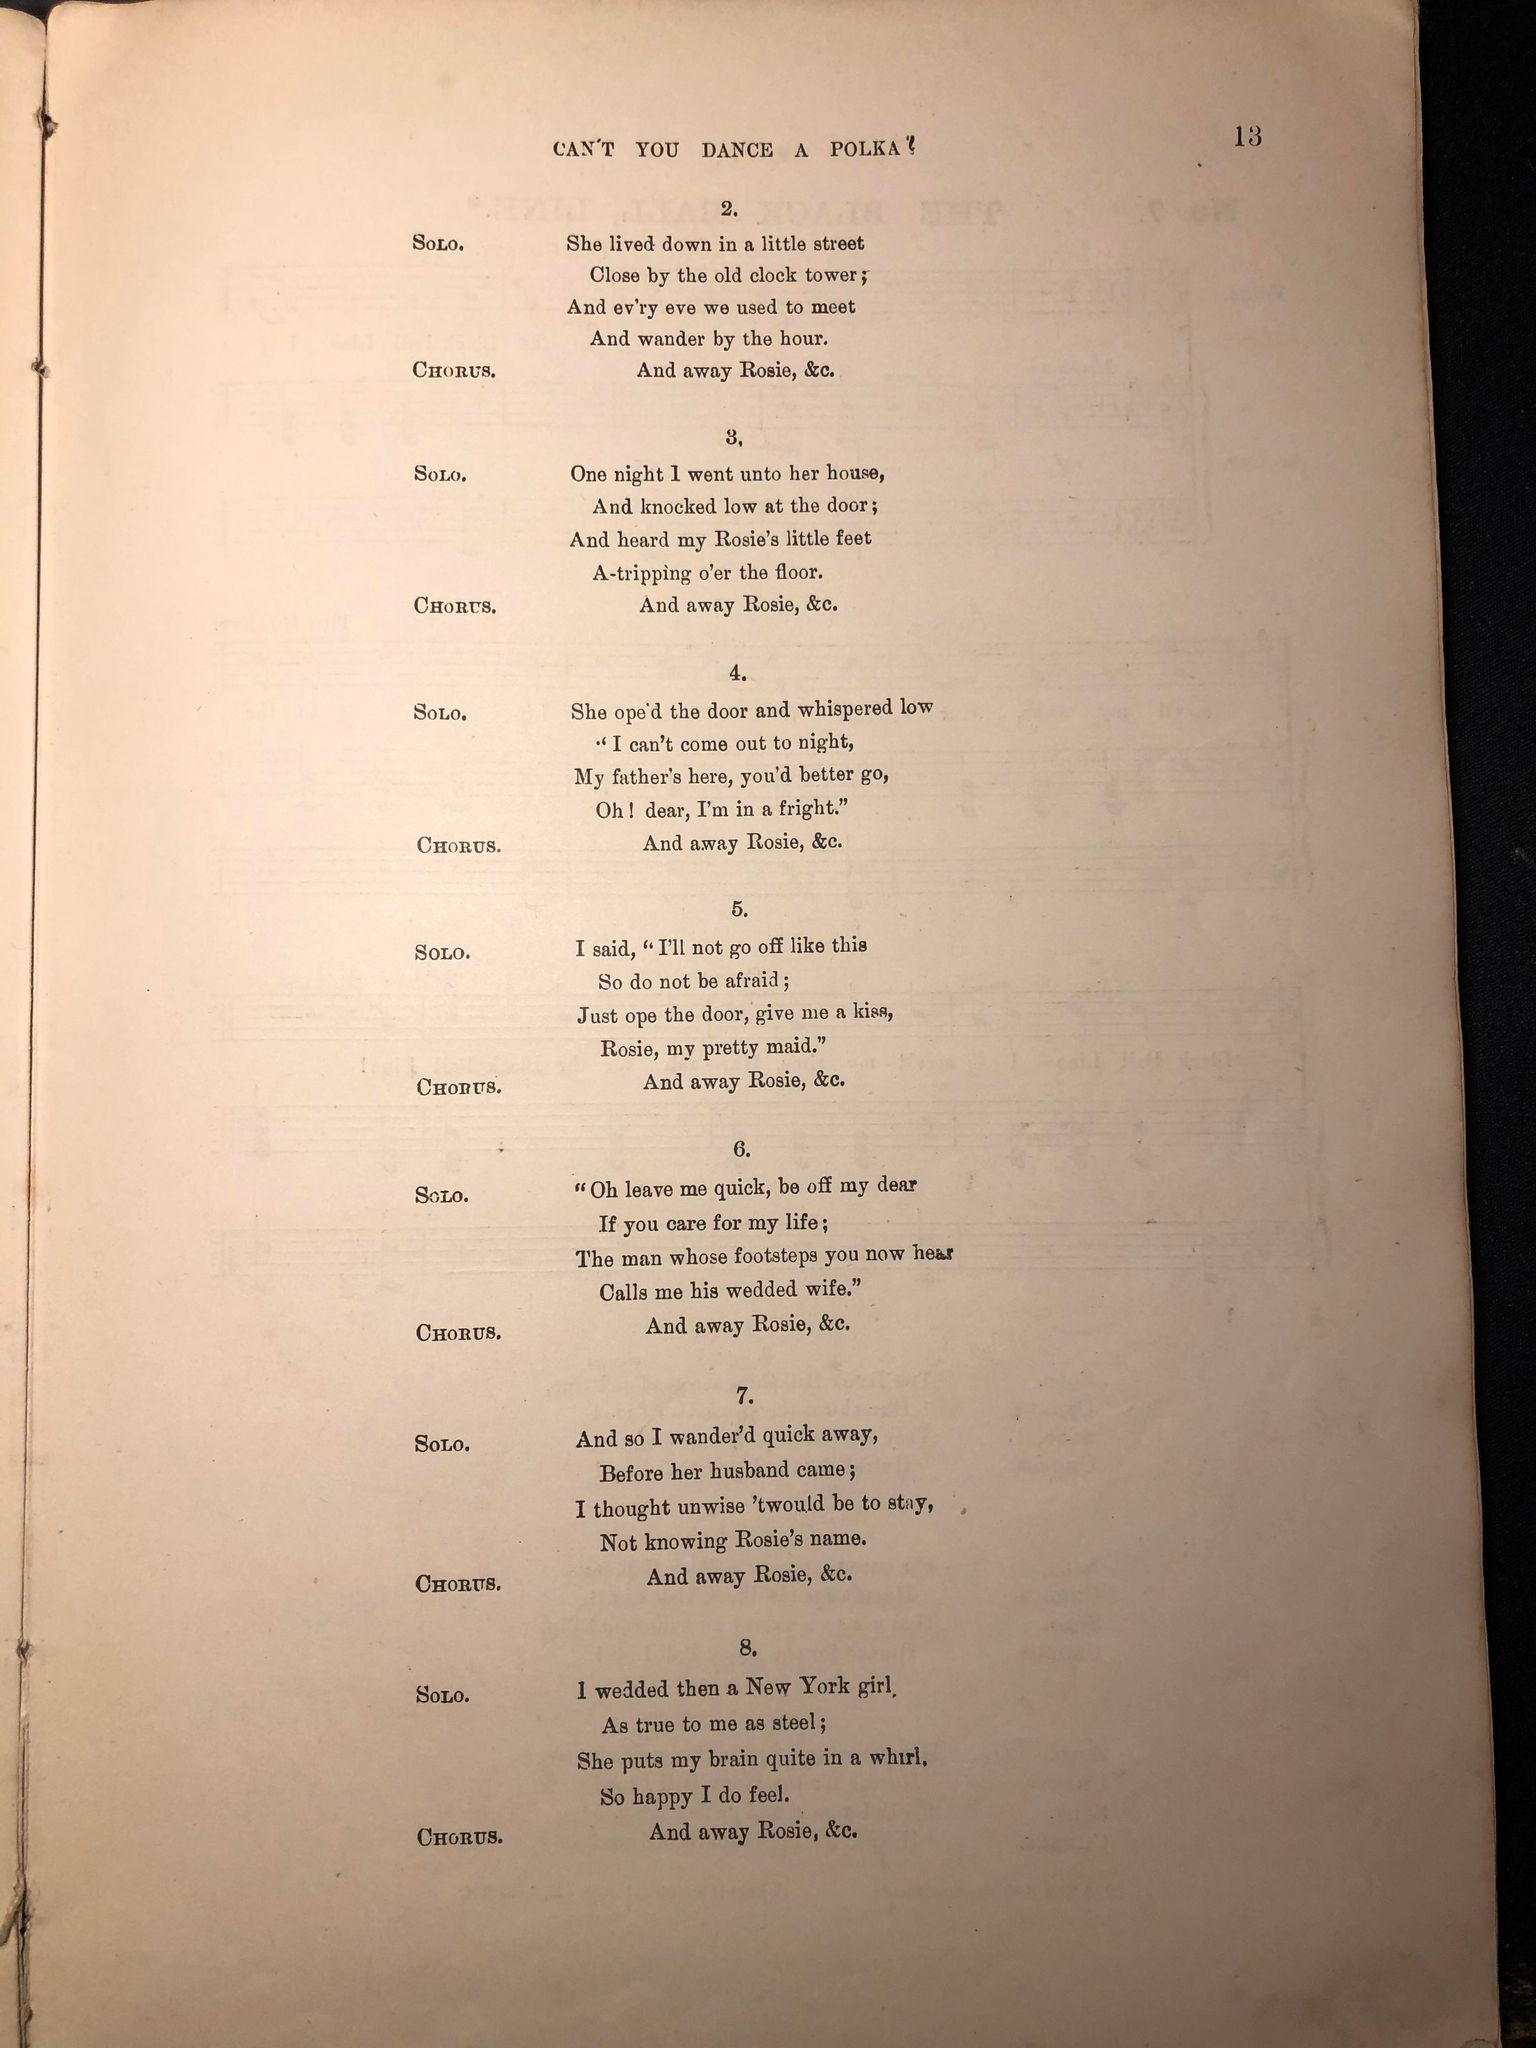 CAN'T YOU DANCE A POLKA?
13
2.
SOLO. She lived down in a little street
Close by the old clock tower;
And ev'ry eve we used to meet
And wander by the hour.
CHORUS. And away Rosie, &c.
3.
SOLO. One night I went unto her house,
And knocked low at the door;
And heard my Rosie's little feet
A-tripping o'er the floor.
CHORUS. And away Rosie, &c.
4.
SOLO. She ope'd the door and whispered low
"I can't come out to night,
My father's here, you'd better go,
Oh! dear, I'm in a fright."
CHORUS. And away Rosie, &c.
5.
SOLO. I said, "I'll not go off like this
So do not be afraid;
Just ope the door, give me a kiss,
Rosie, my pretty maid."
CHORUS. And away Rosie, &c.
6.
SOLO. "Oh leave me quick, be off my dear
If you care for my life;
The man whose footsteps you now hear
Calls me his wedded wife."
CHORUS. And away Rosie, &c.
7.
SOLO. And so I wander'd quick away,
Before her husband came;
I thought unwise 'twould be to stay,
Not knowing Rosie's name.
CHORUS. And away Rosie, &c.
8.
SOLO. I wedded then a New York girl,
As true to me as steel;
She puts my brain quite in a whirl,
So happy I do feel.
CHORUS. And away Rosie, &c.